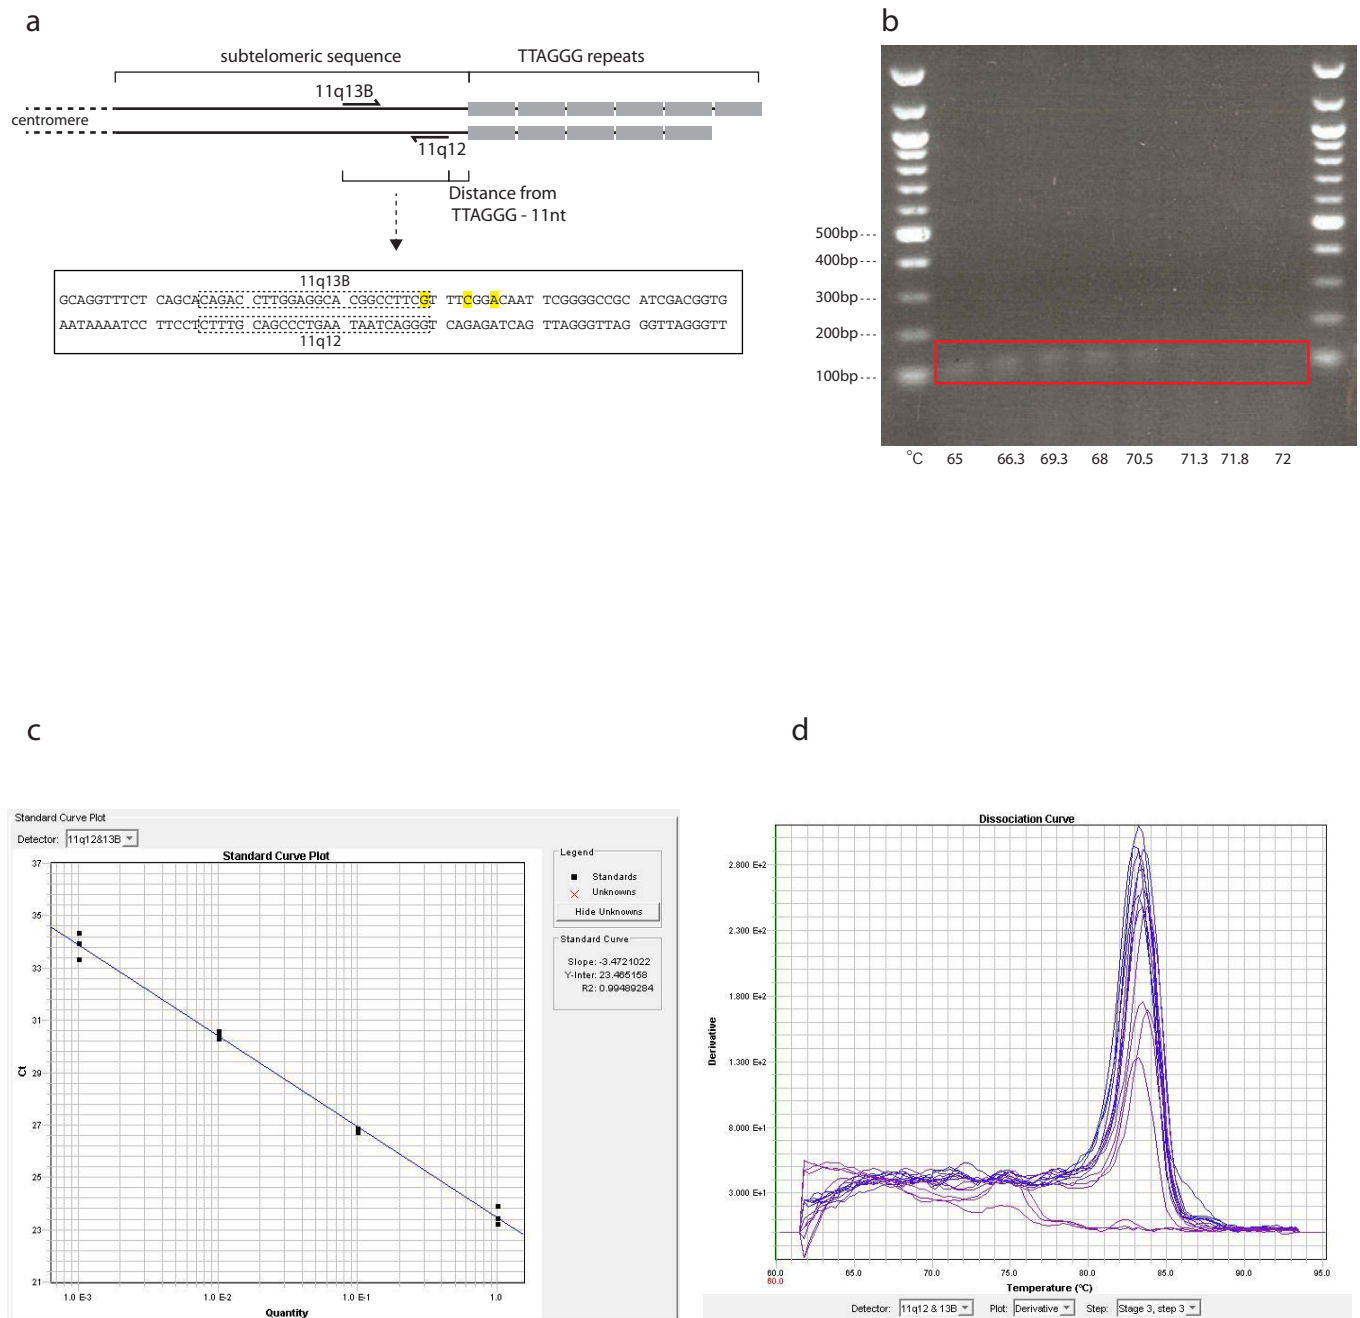 a
subtelomeric sequence
TTAGGG repeats
11q13B
centromere
11q12
Distance from
TTAGGG - 11nt
11q13B
GCAGGTTTCT CAGCACAGAC CTTGGAGGCA CGGCCTTCGT TTCGGACAAT TCGGGGCCGC ATCGACGGTG
AATAAAATCC TTCCTCTTTG CAGCCCTGAA TAATCAGGGT CAGAGATCAG TTAGGGTTAG GGTTAGGGTT
11q12
b
500bp---
400bp---
300bp---
200bp---
100bp---
°C 65 66.3 69.3 68 70.5 71.3 71.8 72
c
Standard Curve Plot
Detector: 11q12&13B
Standard Curve Plot
37
35
33
31
29
27
25
23
21
Ct
1.0 E-3 1.0 E-2 1.0 E-1 1.0
Quantity
Legend
Standards
Unknowns
Hide Unknowns
Standard Curve
Slope: -3.4721022
Y-Inter: 23.465158
R2: 0.99489284
d
Dissociation Curve
2.800 E+2
2.300 E+2
1.800 E+2
1.300 E+2
8.000 E+1
3.000 E+1
Derivative
60.0 65.0 70.0 75.0 80.0 85.0 90.0 95.0
60.0
Temperature (°C)
Detector: 11q12 & 13B Plot: Derivative Step: Stage 3, step 3